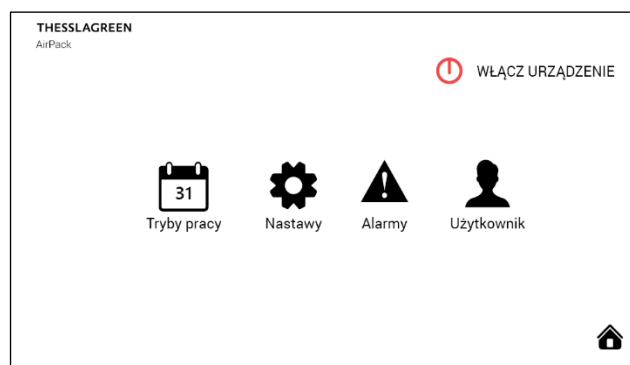 THESSLAGREEN
AirPack
WŁĄCZ URZĄDZENIE
31
Tryby pracy
Nastawy
Alarmy
Użytkownik